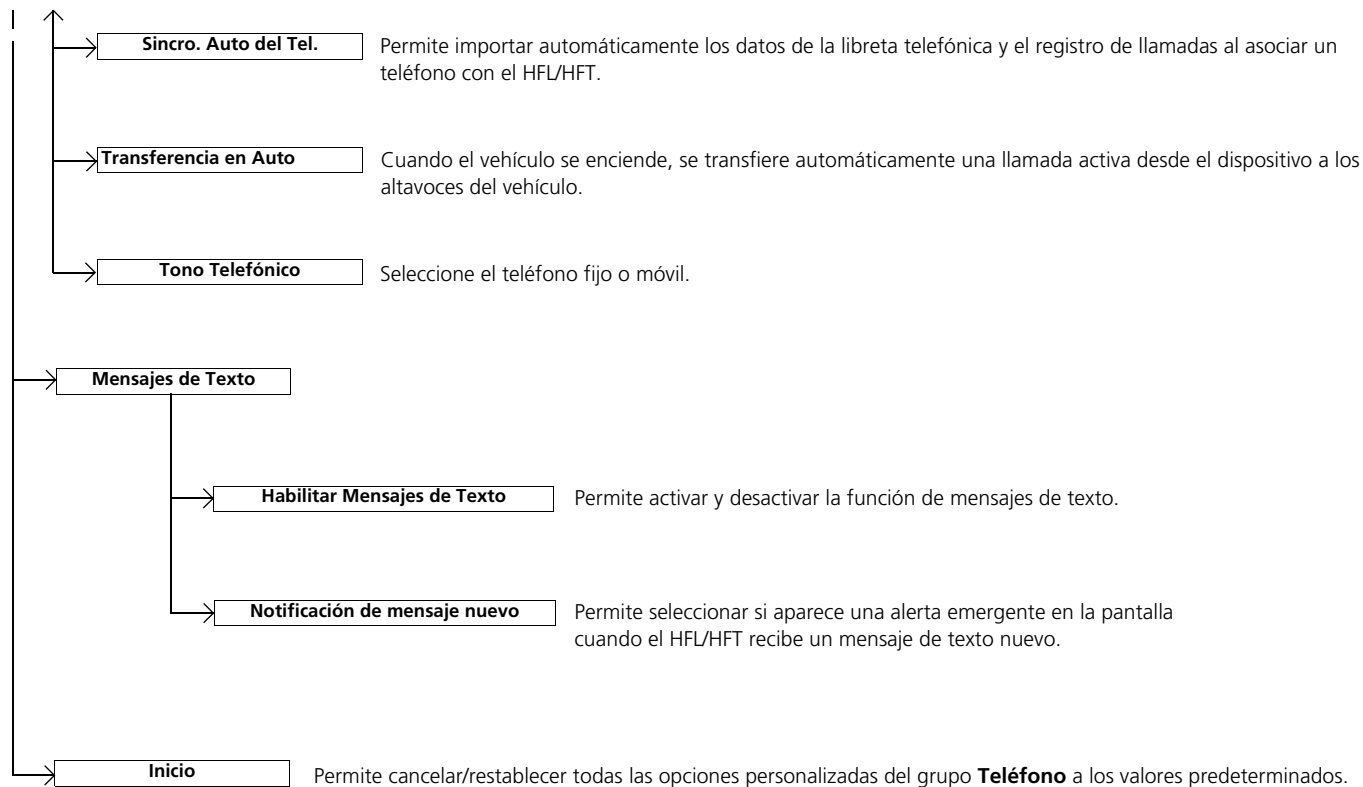 Sincro. Auto del Tel.
Permite importar automáticamente los datos de la libreta telefónica y el registro de llamadas al asociar un
teléfono con el HFL/HFT.
Transferencia en Auto
Cuando el vehículo se enciende, se transfiere automáticamente una llamada activa desde el dispositivo a los
altavoces del vehículo.
Tono Telefónico
Seleccione el teléfono fijo o móvil.
Mensajes de Texto
Habilitar Mensajes de Texto
Permite activar y desactivar la función de mensajes de texto.
Notificación de mensaje nuevo
Permite seleccionar si aparece una alerta emergente en la pantalla
cuando el HFL/HFT recibe un mensaje de texto nuevo.
Inicio
Permite cancelar/restablecer todas las opciones personalizadas del grupo Teléfono a los valores predeterminados.